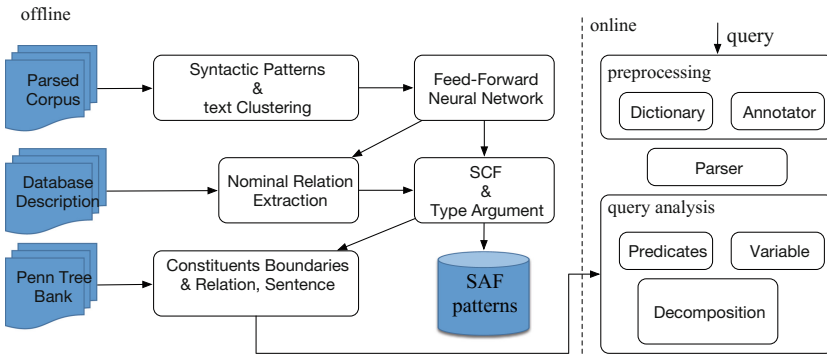 offline
Parsed
Corpus
Syntactic Patterns
&
text Clustering
Feed-Forward
Neural Network
Database
Description
Nominal Relation
Extraction
SCF
&
Type Argument
Penn Tree
Bank
Constituents Boundaries
& Relation, Sentence
SAF
patterns
online
query
preprocessing
Dictionary
Annotator
Parser
query analysis
Predicates
Variable
Decomposition